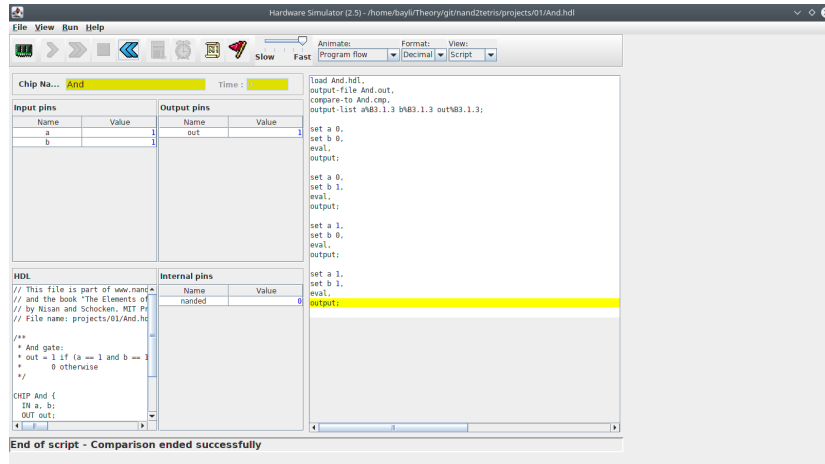 Hardware Simulator (2.5) - /home/bayli/Theory/git/nand2tetris/projects/01/And.hdl
File View Run Help
Slow Fast
Animate: Format: View:
Program flow Decimal Script
Chip Na... And Time :
Input pins
Name Value
a 1
b 1
Output pins
Name Value
out 1
HDL
// This file is part of www.nand
// and the book "The Elements of
// by Nisan and Schocken, MIT Pr
// File name: projects/01/And.hd
/**
* And gate:
* out = 1 if (a == 1 and b == 1
* 0 otherwise
*/
CHIP And {
IN a, b;
OUT out;
Internal pins
Name Value
nanded 0
load And.hdl,
output-file And.out,
compare-to And.cmp,
output-list a%B3.1.3 b%B3.1.3 out%B3.1.3;
set a 0,
set b 0,
eval,
output;
set a 0,
set b 1,
eval,
output;
set a 1,
set b 0,
eval,
output;
set a 1,
set b 1,
eval,
output;
End of script - Comparison ended successfully